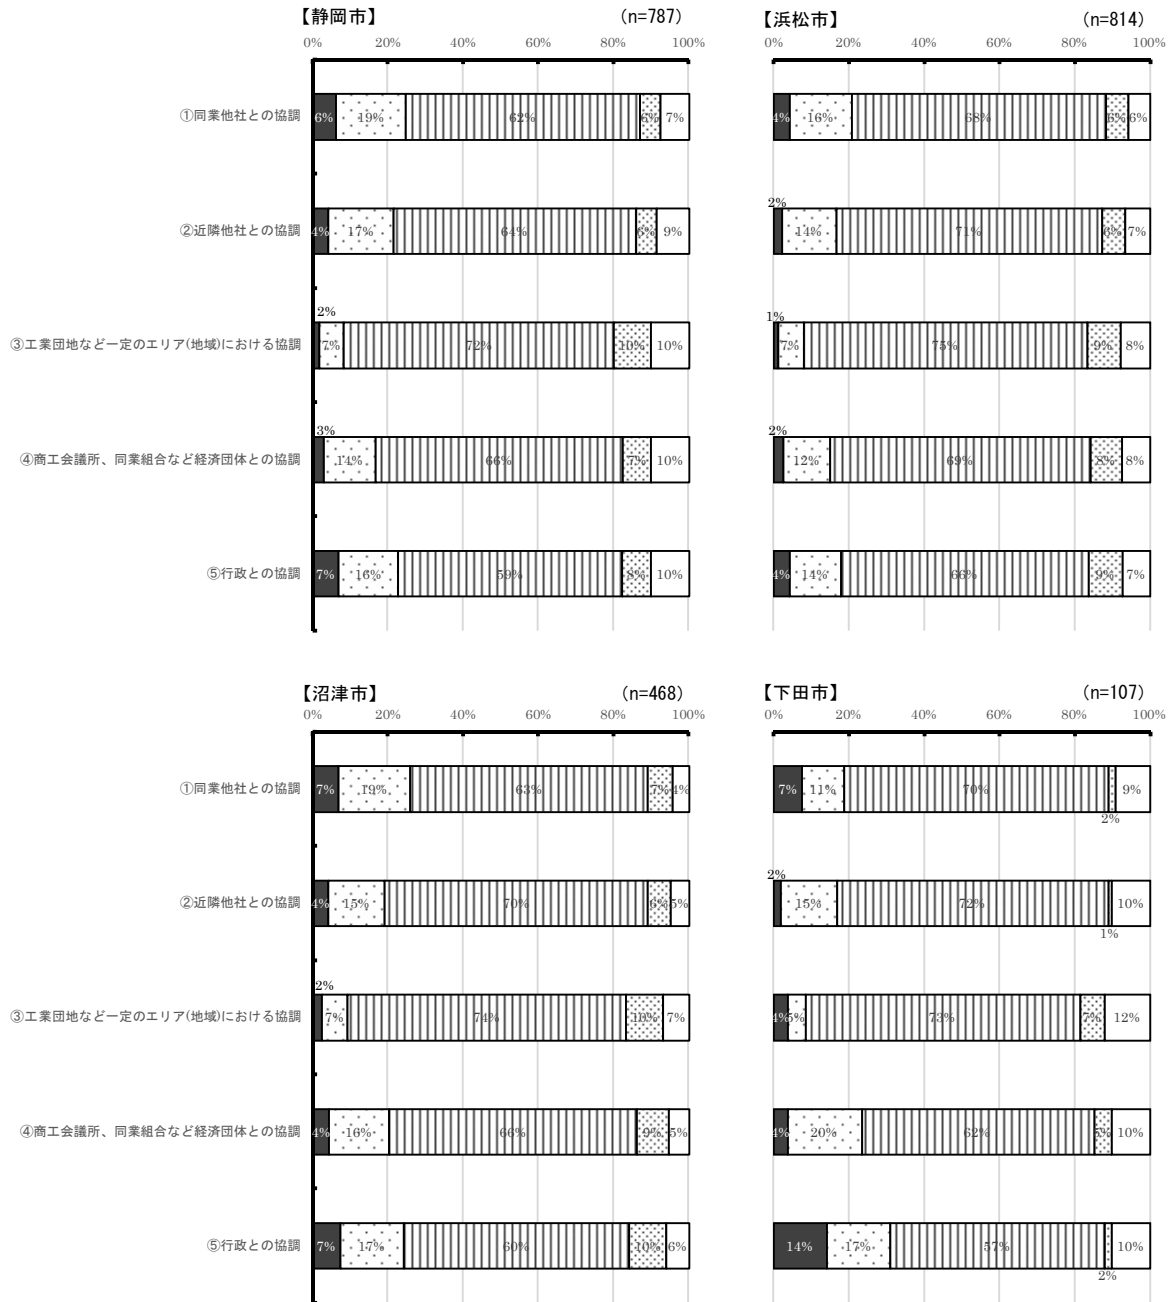 【静岡市】 (n=787)
0% 20% 40% 60% 80% 100%
①同業他社との協調 6% 19% 62% 6% 7%
②近隣他社との協調 4% 17% 64% 6% 9%
2%
③工業団地など一定のエリア(地域)における協調 7% 72% 10% 10%
3%
④商工会議所、同業組合など経済団体との協調 14% 66% 7% 10%
⑤行政との協調 7% 16% 59% 8% 10%
【浜松市】 (n=814)
0% 20% 40% 60% 80% 100%
4% 16% 68% 6% 6%
2%
14% 71% 6% 7%
1%
7% 75% 9% 8%
2%
12% 69% 8% 8%
4% 14% 66% 9% 7%
【沼津市】 (n=468)
0% 20% 40% 60% 80% 100%
①同業他社との協調 7% 19% 63% 7% 4%
②近隣他社との協調 4% 15% 70% 6% 5%
2%
③工業団地など一定のエリア(地域)における協調 7% 74% 10% 7%
④商工会議所、同業組合など経済団体との協調 4% 16% 66% 9% 5%
⑤行政との協調 7% 17% 60% 10% 6%
【下田市】 (n=107)
0% 20% 40% 60% 80% 100%
7% 11% 70% 9%
2%
2%
15% 72% 10%
1%
4% 5% 73% 7% 12%
4% 20% 62% 5% 10%
14% 17% 57% 10%
2%